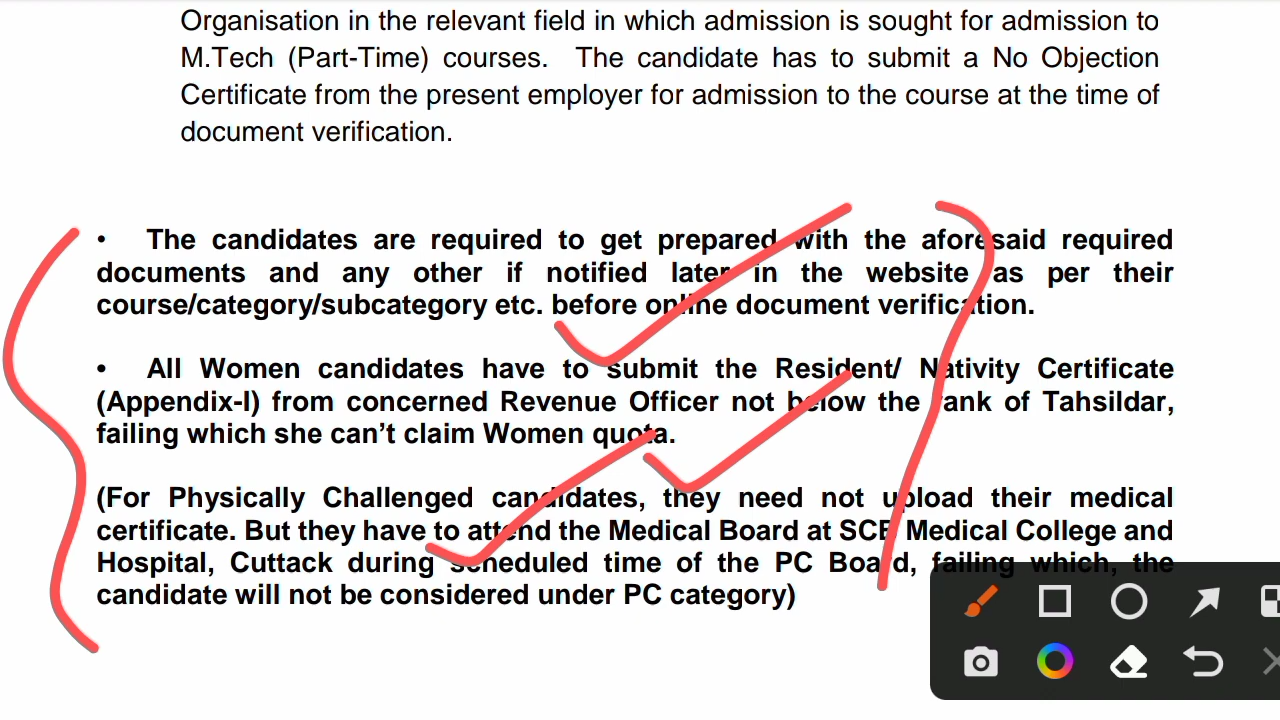 Organisation in the relevant field in which admission is sought for admission to
M.Tech (Part-Time) courses. The candidate has to submit a No Objection
Certificate from the present employer for admission to the course at the time of
document verification.
• The candidates are required to get prepared with the aforesaid required
documents and any other if notified later in the website as per their
course/category/subcategory etc. before online document verification.
• All Women candidates have to submit the Resident/ Nativity Certificate
(Appendix-I) from concerned Revenue Officer not below the rank of Tahsildar,
failing which she can’t claim Women quota.
(For Physically Challenged candidates, they need not upload their medical
certificate. But they have to attend the Medical Board at SCB Medical College and
Hospital, Cuttack during scheduled time of the PC Board, failing which, the
candidate will not be considered under PC category)